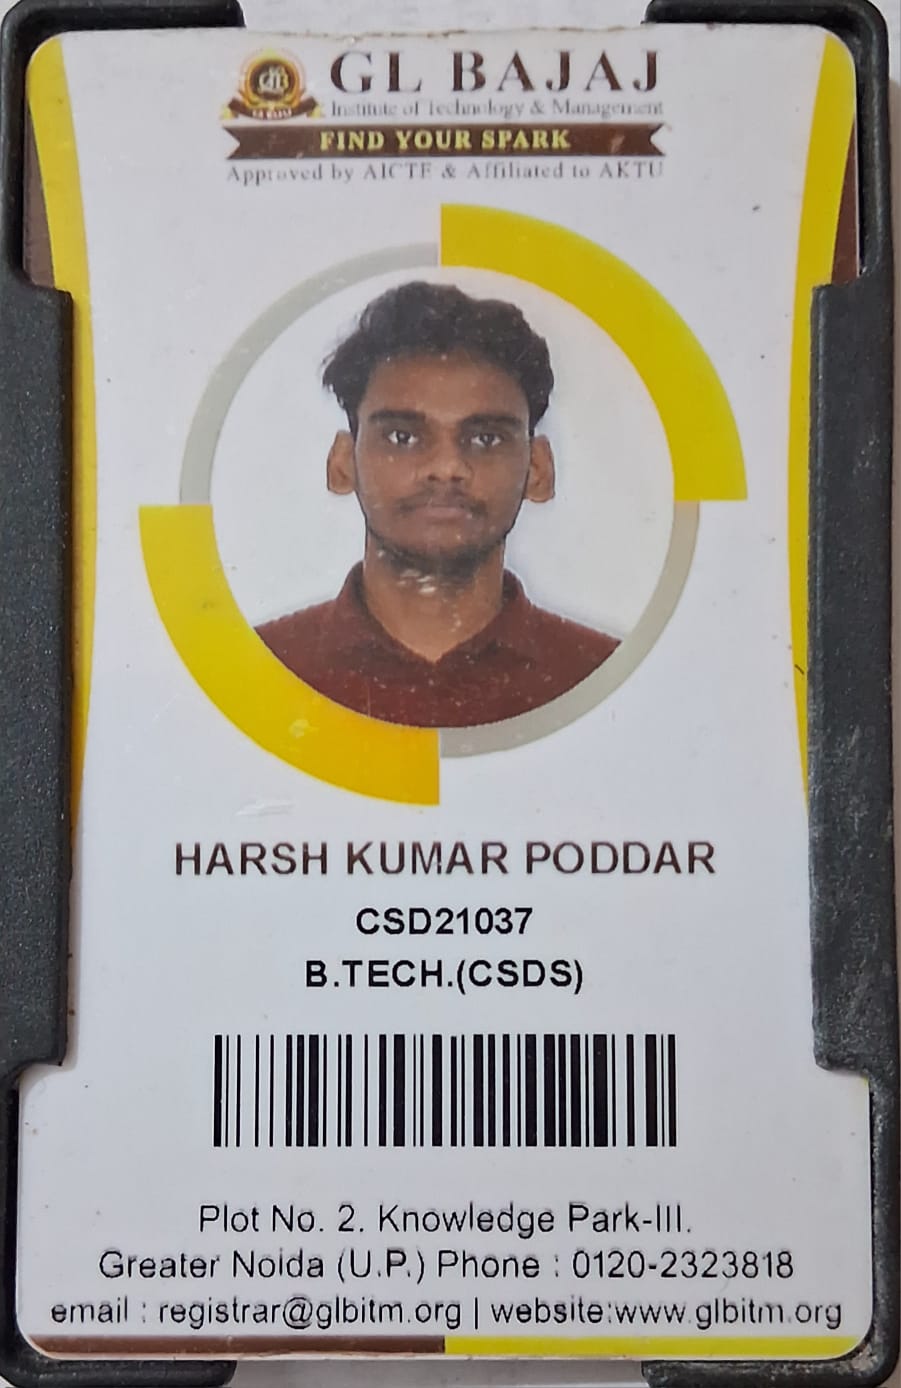 GL BAJAJ
Institute of Technology & Management
GL BAJAJ
FIND YOUR SPARK
Approved by AICTE & Affiliated to AKTU
HARSH KUMAR PODDAR
CSD21037
B.TECH.(CSDS)
Plot No. 2, Knowledge Park-III,
Greater Noida (U.P.) Phone : 0120-2323818
email : registrar@glbitm.org | website:www.glbitm.org